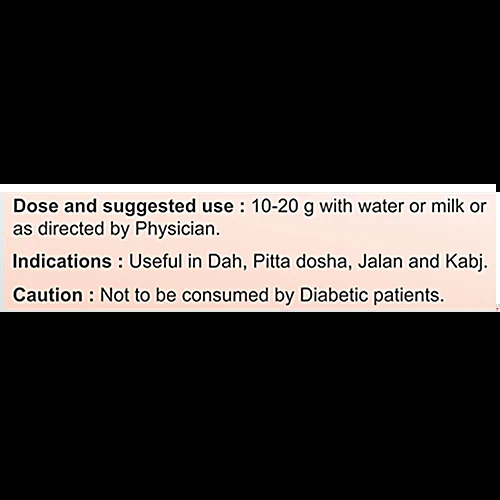 Dose and suggested use : 10-20 g with water or milk or
as directed by Physician.
Indications : Useful in Dah, Pitta dosha, Jalan and Kabj.
Caution : Not to be consumed by Diabetic patients.